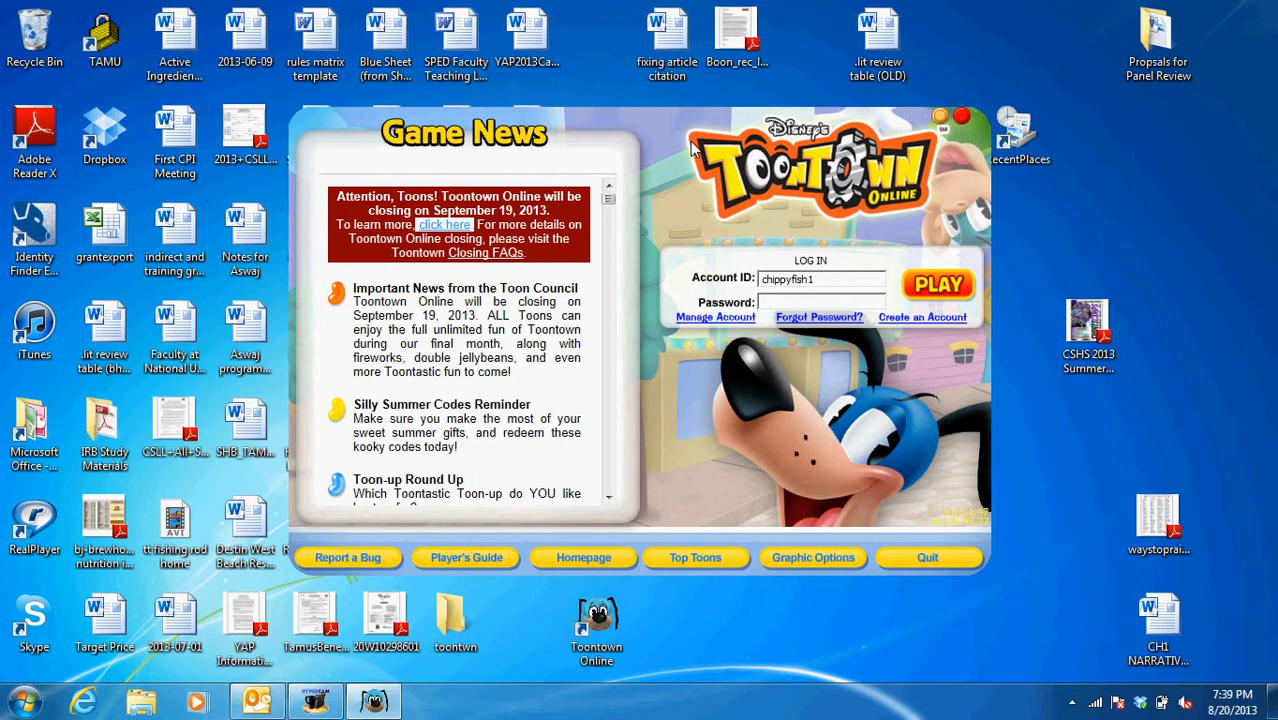 Recycle Bin
TAMU
Active
Ingredien...
2013-06-09
rules matrix
template
Blue Sheet
(from Sh...
SPED Faculty
Teaching L...
YAP2013Ca...
fixing article
citation
Boon_rec_l...
.lit review
table (OLD)
Propsals for
Panel Review
Adobe
Reader X
Dropbox
First CPI
Meeting
2013+CSLL...
RecentPlaces
Identity
Finder E...
grantexport
indirect and
training gr...
Notes for
Aswaj
iTunes
.lit review
table (bh...
Faculty at
National U...
Aswaj
program...
CSHS 2013
Summer...
Microsoft
Office -...
IRB Study
Materials
CSLL+All+S...
SHB_TAM...
RealPlayer
bj-brewho...
nutrition i...
AVI
tt fishing rod
home
Destin West
Beach Res...
waystoprai...
Skype
Target Price
2013-07-01
YAP
Informati...
TamusBene...
20W10298601
toontwn
Toontown
Online
CH1
NARRATIV...
Game News
Attention, Toons! Toontown Online will be
closing on September 19, 2013.
To learn more, click here. For more details on
Toontown Online closing, please visit the
Toontown Closing FAQs.
Important News from the Toon Council
Toontown Online will be closing on
September 19, 2013. ALL Toons can
enjoy the full unlimited fun of Toontown
during our final month, along with
fireworks, double jellybeans, and even
more Toontastic fun to come!
Silly Summer Codes Reminder
Make sure you make the most of your
sweet summer gifts, and redeem these
kooky codes today!
Toon-up Round Up
Which Toontastic Toon-up do YOU like
DISNEY'S
TOONTOWN
ONLINE
LOG IN
Account ID: chippyfish1
Password:
PLAY
Manage Account
Forgot Password?
Create an Account
Report a Bug
Player's Guide
Homepage
Top Toons
Graphic Options
Quit
HYPERCAM
7:39 PM
8/20/2013